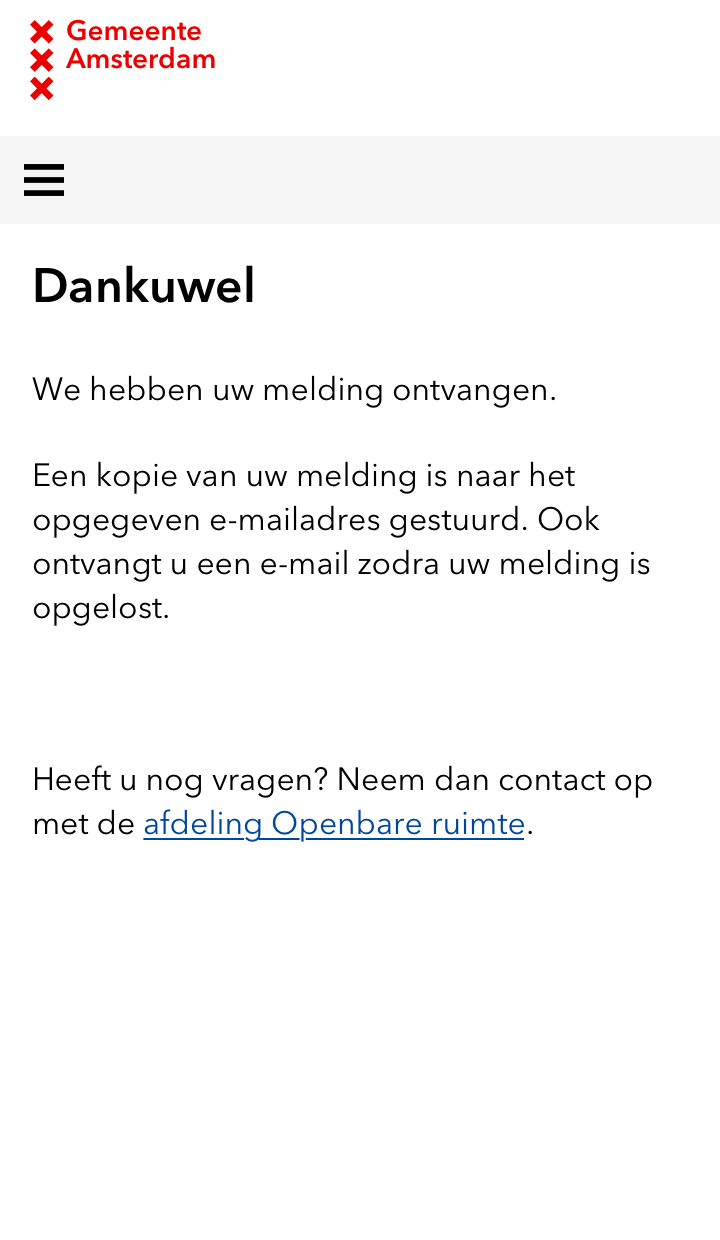 Gemeente
Amsterdam
Dankuwel
We hebben uw melding ontvangen.
Een kopie van uw melding is naar het
opgegeven e-mailadres gestuurd. Ook
ontvangt u een e-mail zodra uw melding is
opgelost.
Heeft u nog vragen? Neem dan contact op
met de afdeling Openbare ruimte.